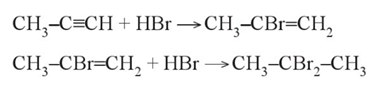 CH₃–C≡CH + HBr ⟶ CH₃–CBr=CH₂
CH₃–CBr=CH₂ + HBr ⟶ CH₃–CBr₂–CH₃